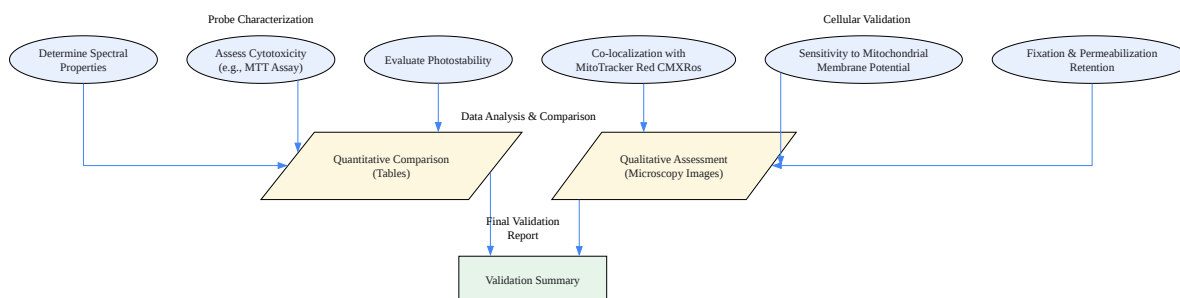 Probe Characterization
Cellular Validation
Determine Spectral
Properties
Assess Cytotoxicity
(e.g., MTT Assay)
Evaluate Photostability
Co-localization with
MitoTracker Red CMXRos
Sensitivity to Mitochondrial
Membrane Potential
Fixation & Permeabilization
Retention
Data Analysis & Comparison
Quantitative Comparison
(Tables)
Qualitative Assessment
(Microscopy Images)
Final Validation
Report
Validation Summary